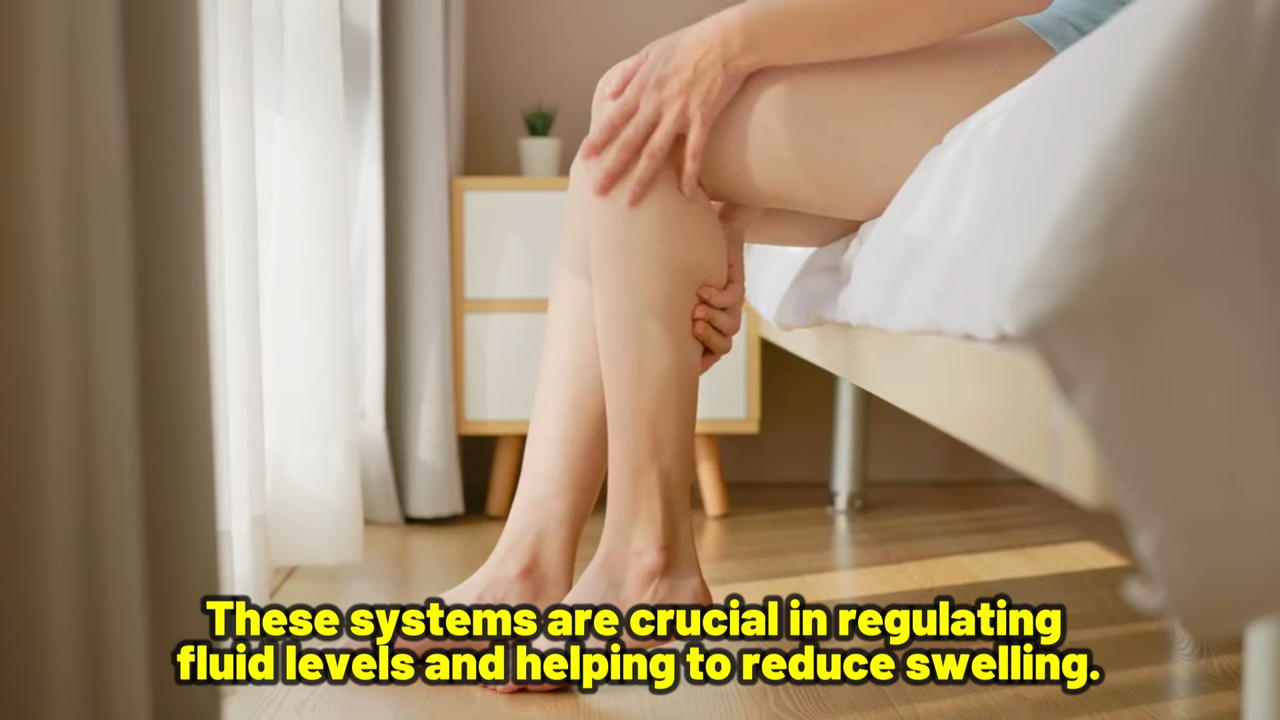 These systems are crucial in regulating
fluid levels and helping to reduce swelling.